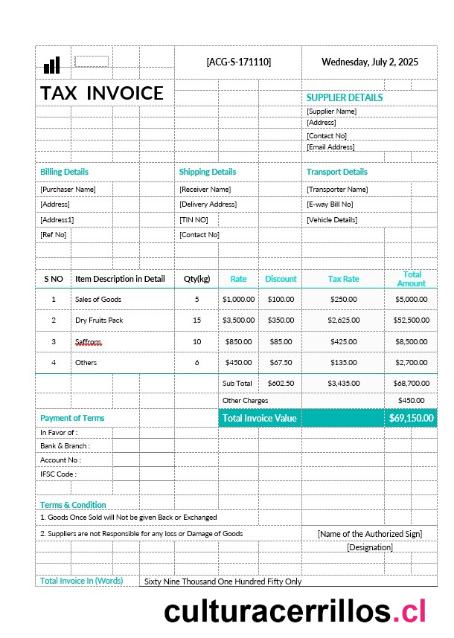 [ACG-S-171110] Wednesday, July 2, 2025
TAX INVOICE
SUPPLIER DETAILS
[Supplier Name]
[Address]
[Contact No]
[Email Address]
Billing Details Shipping Details Transport Details
[Purchaser Name] [Receiver Name] [Transporter Name]
[Address] [Delivery Address] [E-way Bill No]
[Address1] [TIN NO] [Vehicle Details]
[Ref No] [Contact No]
S NO Item Description in Detail Qty(kg) Rate Discount Tax Rate Total Amount
1 Sales of Goods 5 $1,000.00 $100.00 $250.00 $5,000.00
2 Dry Fruits Pack 15 $3,500.00 $350.00 $2,625.00 $52,500.00
3 Saffrons 10 $850.00 $85.00 $425.00 $8,500.00
4 Others 6 $450.00 $67.50 $135.00 $2,700.00
Sub Total $602.50 $3,435.00 $68,700.00
Other Charges $450.00
Payment of Terms Total Invoice Value $69,150.00
In Favor of :
Bank & Branch :
Account No :
IFSC Code :
Terms & Condition
1. Goods Once Sold will Not be given Back or Exchanged
2. Suppliers are not Responsible for any loss or Damage of Goods [Name of the Authorized Sign]
[Designation]
Total Invoice In (Words) Sixty Nine Thousand One Hundred Fifty Only
culturacerrillos.cl